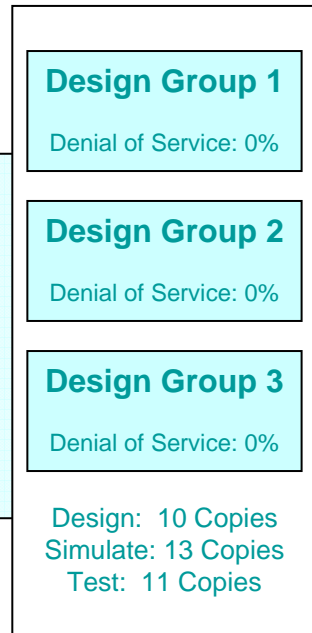 Design Group 1
Denial of Service: 0%
Design Group 2
Denial of Service: 0%
Design Group 3
Denial of Service: 0%
Design: 10 Copies
Simulate: 13 Copies
Test: 11 Copies